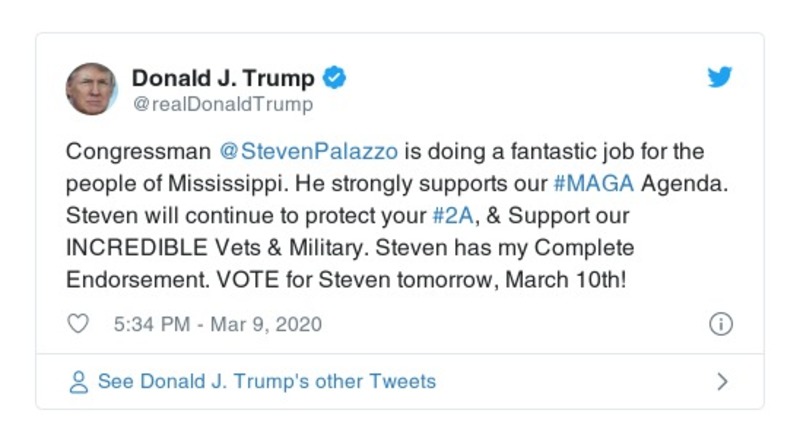 Donald J. Trump
@realDonaldTrump
Congressman @StevenPalazzo is doing a fantastic job for the
people of Mississippi. He strongly supports our #MAGA Agenda.
Steven will continue to protect your #2A, & Support our
INCREDIBLE Vets & Military. Steven has my Complete
Endorsement. VOTE for Steven tomorrow, March 10th!
5:34 PM - Mar 9, 2020
See Donald J. Trump's other Tweets